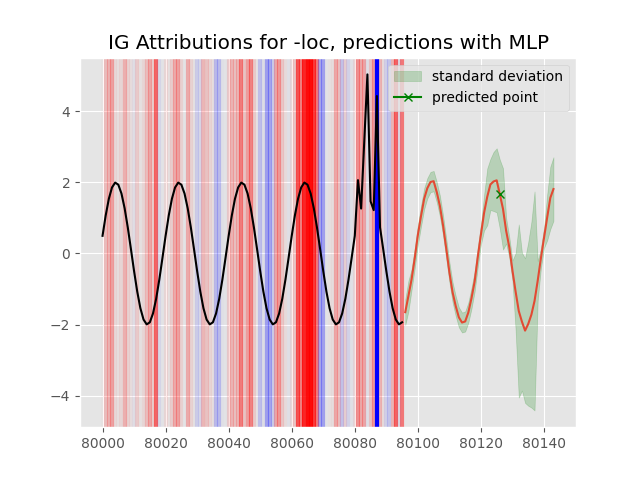 IG Attributions for -loc, predictions with MLP
standard deviation
predicted point
4
2
0
−2
−4
80000 80020 80040 80060 80080 80100 80120 80140